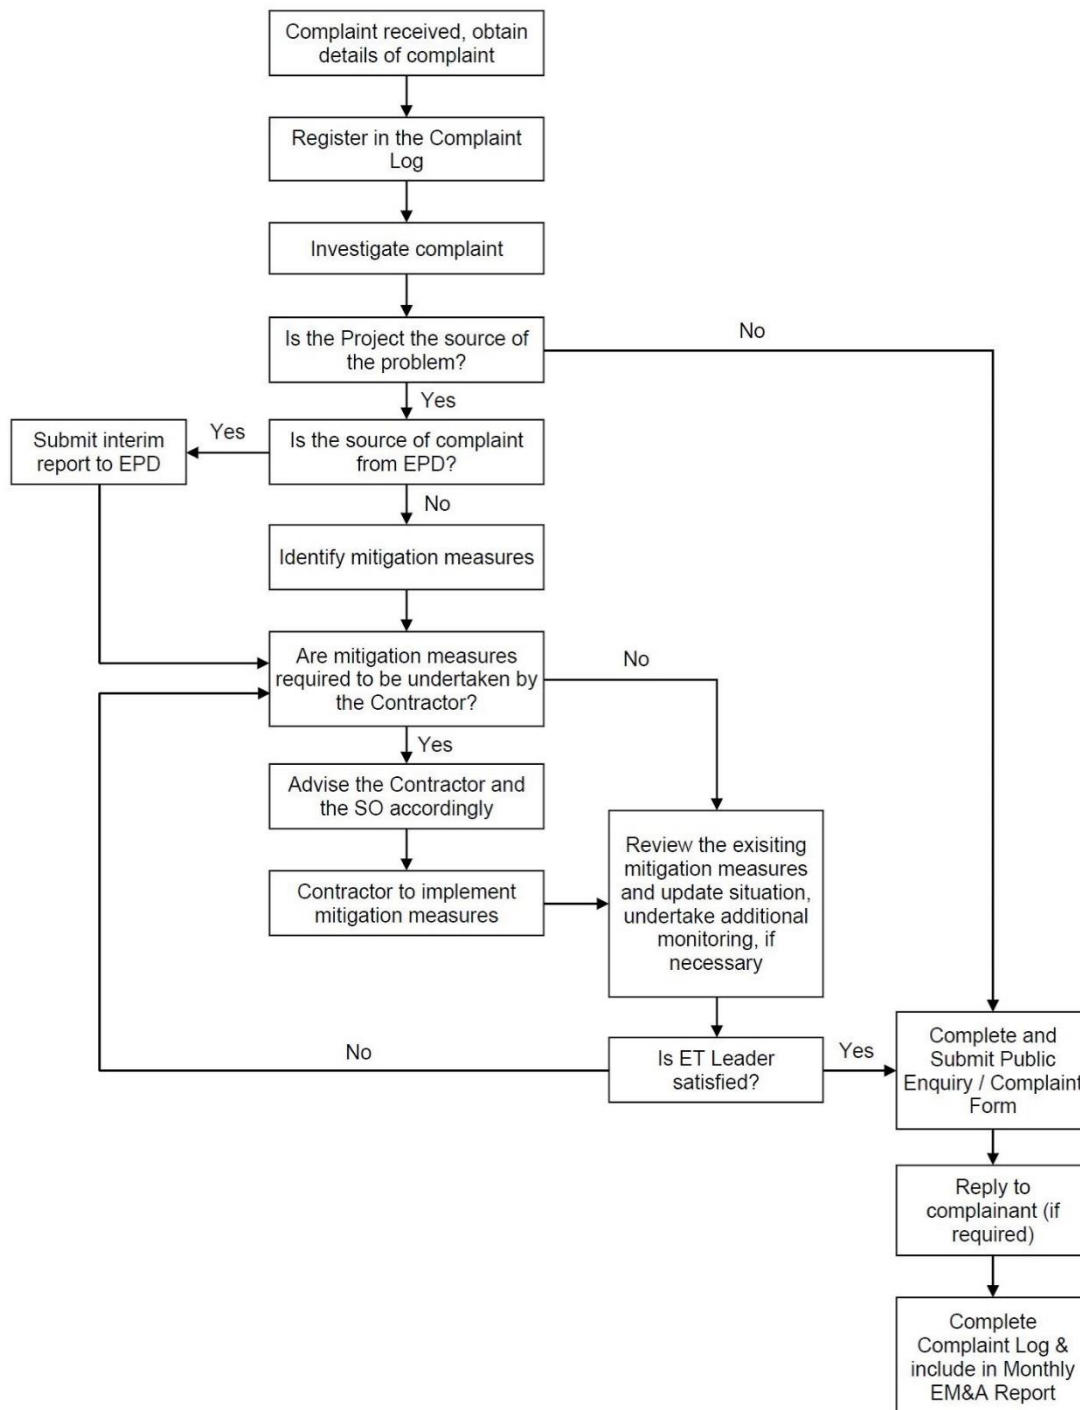 Complaint received, obtain
details of complaint
Register in the Complaint
Log
Investigate complaint
Is the Project the source of
the problem?
No
Yes
Submit interim
report to EPD
Yes
Is the source of complaint
from EPD?
No
Identify mitigation measures
Are mitigation measures
required to be undertaken by
the Contractor?
No
Yes
Advise the Contractor and
the SO accordingly
Contractor to implement
mitigation measures
Review the exisiting
mitigation measures
and update situation,
undertake additional
monitoring, if
necessary
No
Is ET Leader
satisfied?
Yes
Complete and
Submit Public
Enquiry / Complaint
Form
Reply to
complainant (if
required)
Complete
Complaint Log &
include in Monthly
EM&A Report